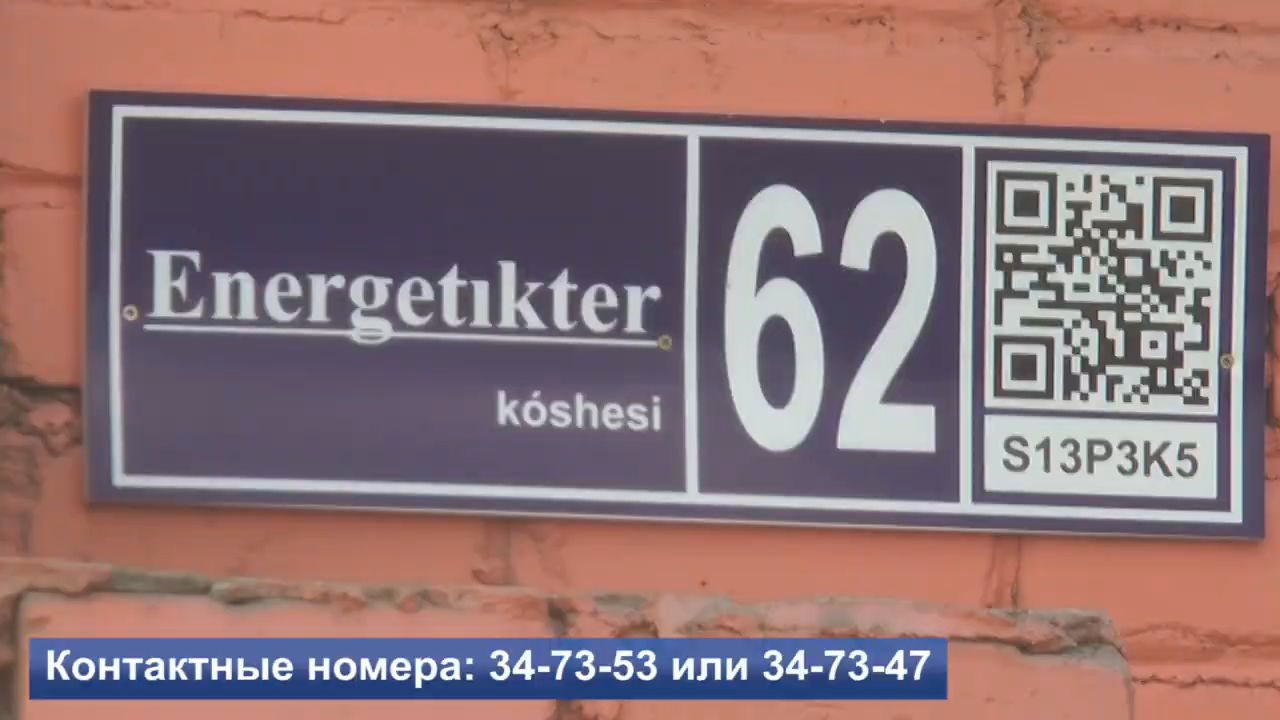 Energetıkter
kóshesi
62
S13P3K5
Контактные номера: 34-73-53 или 34-73-47